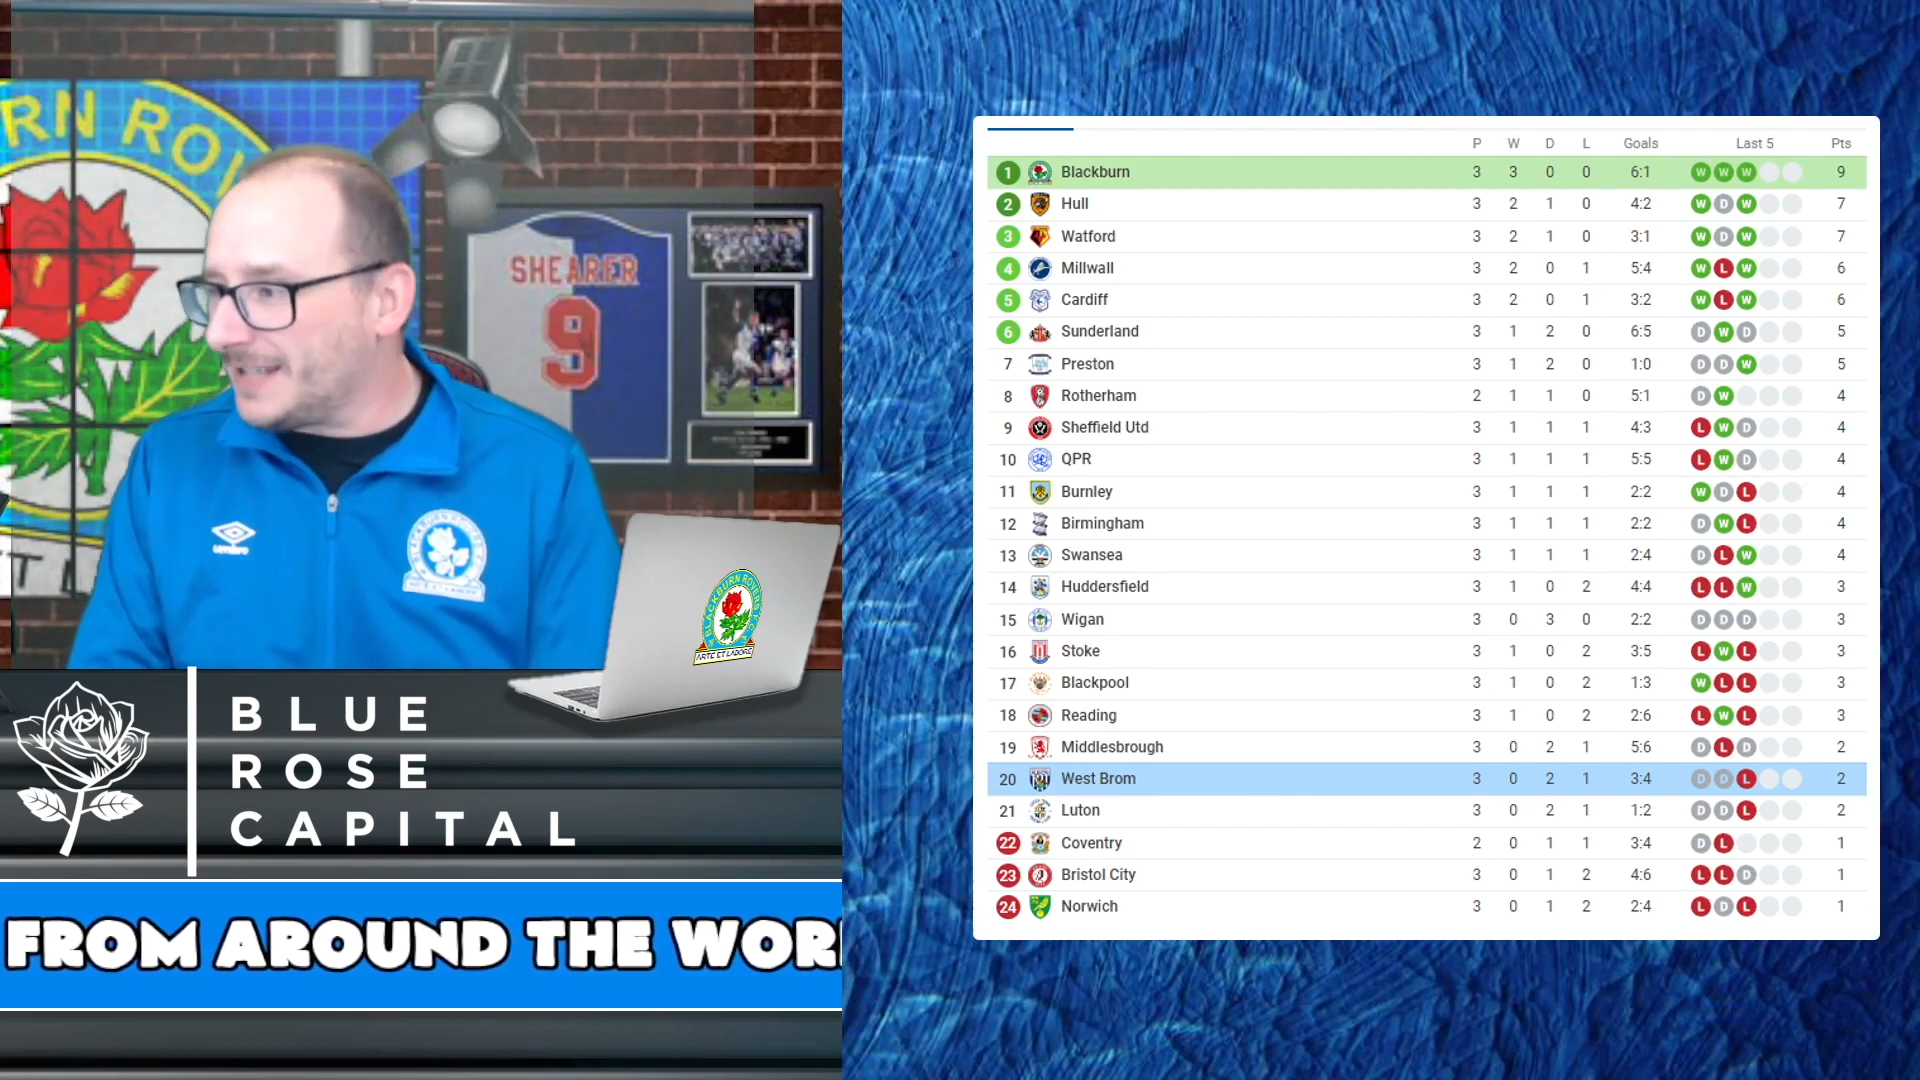 RN RO
SHEARER
9
umbro
BLACKBURN ROVERS F.C.
ARTE ET LABORE
BLUE
ROSE
CAPITAL
FROM AROUND THE WOR
P W D L Goals Last 5 Pts
1 Blackburn 3 3 0 0 6:1 W W W 9
2 Hull 3 2 1 0 4:2 W D W 7
3 Watford 3 2 1 0 3:1 W D W 7
4 Millwall 3 2 0 1 5:4 W L W 6
5 Cardiff 3 2 0 1 3:2 W L W 6
6 Sunderland 3 1 2 0 6:5 D W D 5
7 Preston 3 1 2 0 1:0 D D W 5
8 Rotherham 2 1 1 0 5:1 D W 4
9 Sheffield Utd 3 1 1 1 4:3 L W D 4
10 QPR 3 1 1 1 5:5 L W D 4
11 Burnley 3 1 1 1 2:2 W D L 4
12 Birmingham 3 1 1 1 2:2 D W L 4
13 Swansea 3 1 1 1 2:4 D L W 4
14 Huddersfield 3 1 0 2 4:4 L L W 3
15 Wigan 3 0 3 0 2:2 D D D 3
16 Stoke 3 1 0 2 3:5 L W L 3
17 Blackpool 3 1 0 2 1:3 W L L 3
18 Reading 3 1 0 2 2:6 L W L 3
19 Middlesbrough 3 0 2 1 5:6 D L D 2
20 West Brom 3 0 2 1 3:4 D D L 2
21 Luton 3 0 2 1 1:2 D D L 2
22 Coventry 2 0 1 1 3:4 D L 1
23 Bristol City 3 0 1 2 4:6 L L D 1
24 Norwich 3 0 1 2 2:4 L D L 1